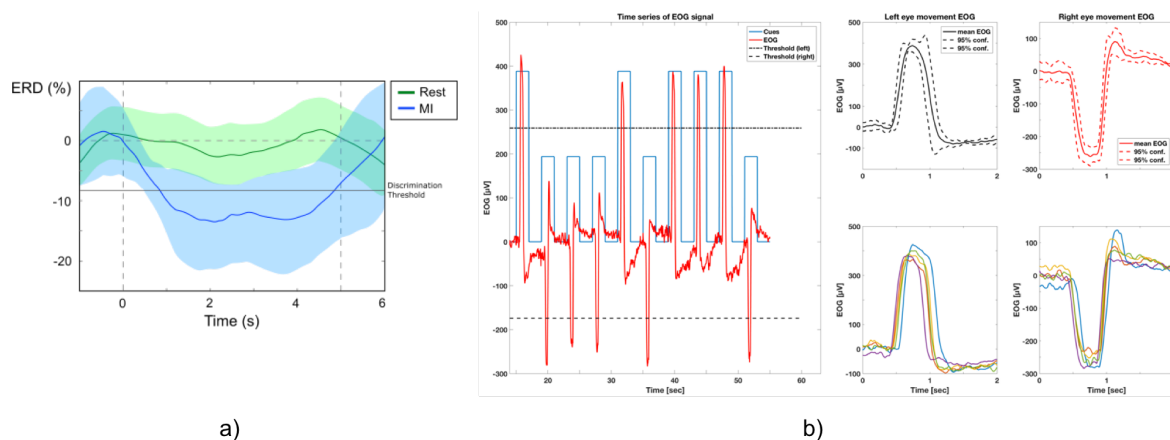 ERD (%)
Rest
MI
0
-10
-20
Discrimination
Threshold
0
2
4
6
Time (s)
a)
Time series of EOG signal
Cues
EOG
Threshold (left)
Threshold (right)
EOG [µV]
500
400
300
200
100
0
-100
-200
-300
20
30
40
50
60
Time [sec]
Left eye movement EOG
mean EOG
95% conf.
95% conf.
EOG [µV]
500
300
100
0
-100
-300
0
1
2
Right eye movement EOG
mean EOG
95% conf.
95% conf.
EOG [µV]
100
0
-100
-200
-300
0
1
EOG [µV]
500
300
100
0
-100
0
1
2
Time [sec]
EOG [µV]
100
0
-100
-200
-300
0
1
Time [sec]
b)